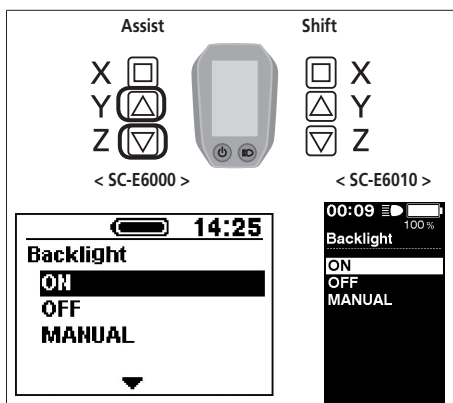 Assist Shift
X X
Y Y
Z Z
< SC-E6000 > < SC-E6010 >
14:25
Backlight
ON
OFF
MANUAL
00:09
100%
Backlight
ON
OFF
MANUAL